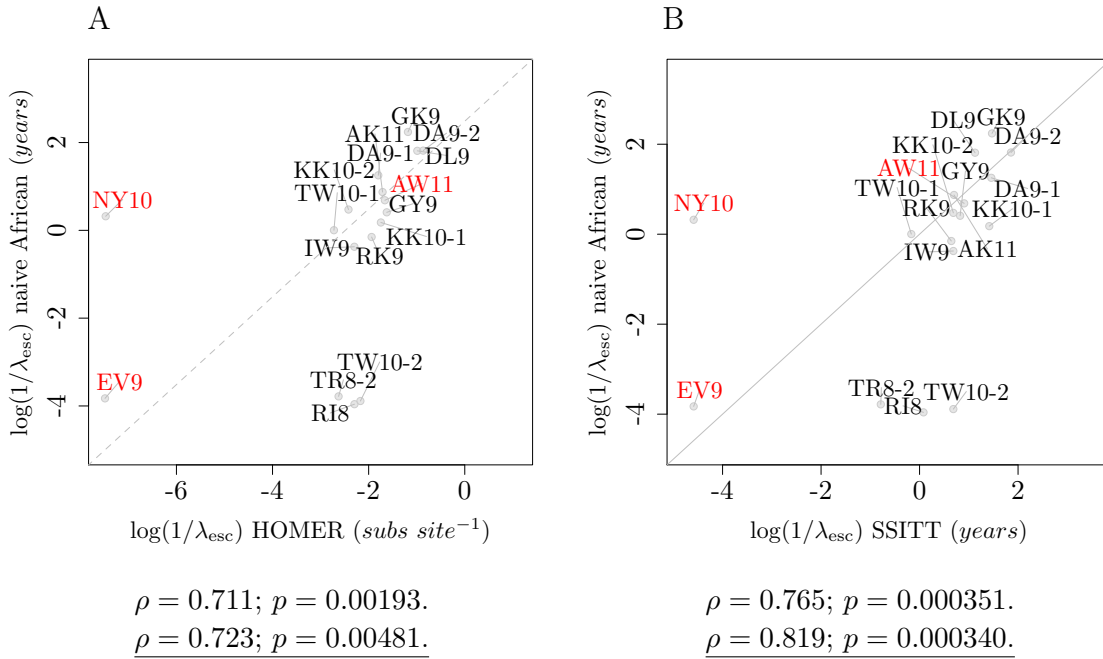 A
B
log(1/λesc) naive African (years)
2
0
-2
-4
GK9
AK11
DA9-2
DA9-1
DL9
KK10-2
AW11
TW10-1
NY10
GY9
KK10-1
IW9
RK9
TW10-2
EV9
TR8-2
RI8
-6
-4
-2
0
log(1/λesc) HOMER (subs site⁻¹)
log(1/λesc) naive African (years)
2
0
-2
-4
DL9
GK9
DA9-2
KK10-2
AW11
GY9
TW10-1
DA9-1
NY10
RK9
KK10-1
IW9
AK11
EV9
TR8-2
TW10-2
RI8
-4
-2
0
2
log(1/λesc) SSITT (years)
ρ = 0.711; p = 0.00193.
ρ = 0.723; p = 0.00481.
ρ = 0.765; p = 0.000351.
ρ = 0.819; p = 0.000340.